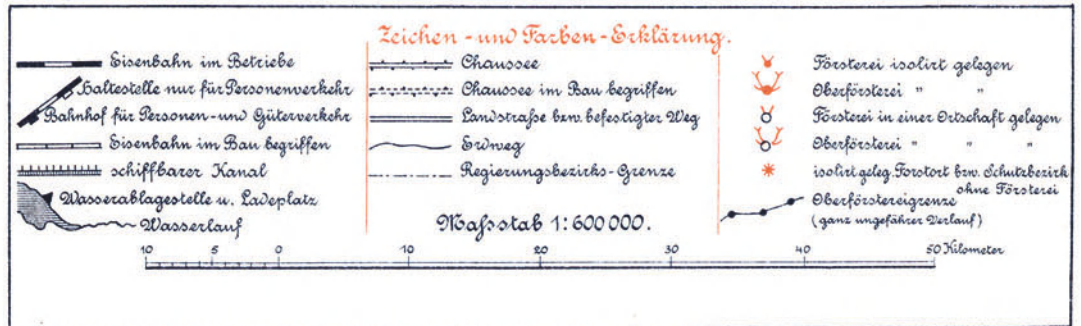 Zeichen - und Farben - Erklärung.
Eisenbahn im Betriebe
Haltestelle nur für Personenverkehr
Bahnhof für Personen - und Güterverkehr
Eisenbahn im Bau begriffen
schiffbarer Kanal
Wasserablagestelle u. Ladeplatz
Wasserlauf
Chaussee
Chaussee im Bau begriffen
Landstraße bzw. befestigter Weg
Erdweg
Regierungsbezirks - Grenze
Maßstab 1:600 000.
Försterei isolirt gelegen
Oberförsterei " "
Försterei in einer Ortschaft gelegen
Oberförsterei " " "
isolirt geleg. Forstort bzw. Schutzbezirk
ohne Försterei
Oberförstereigrenze
(ganz ungefährer Verlauf)
10 5 0 10 20 30 40 50 Kilometer